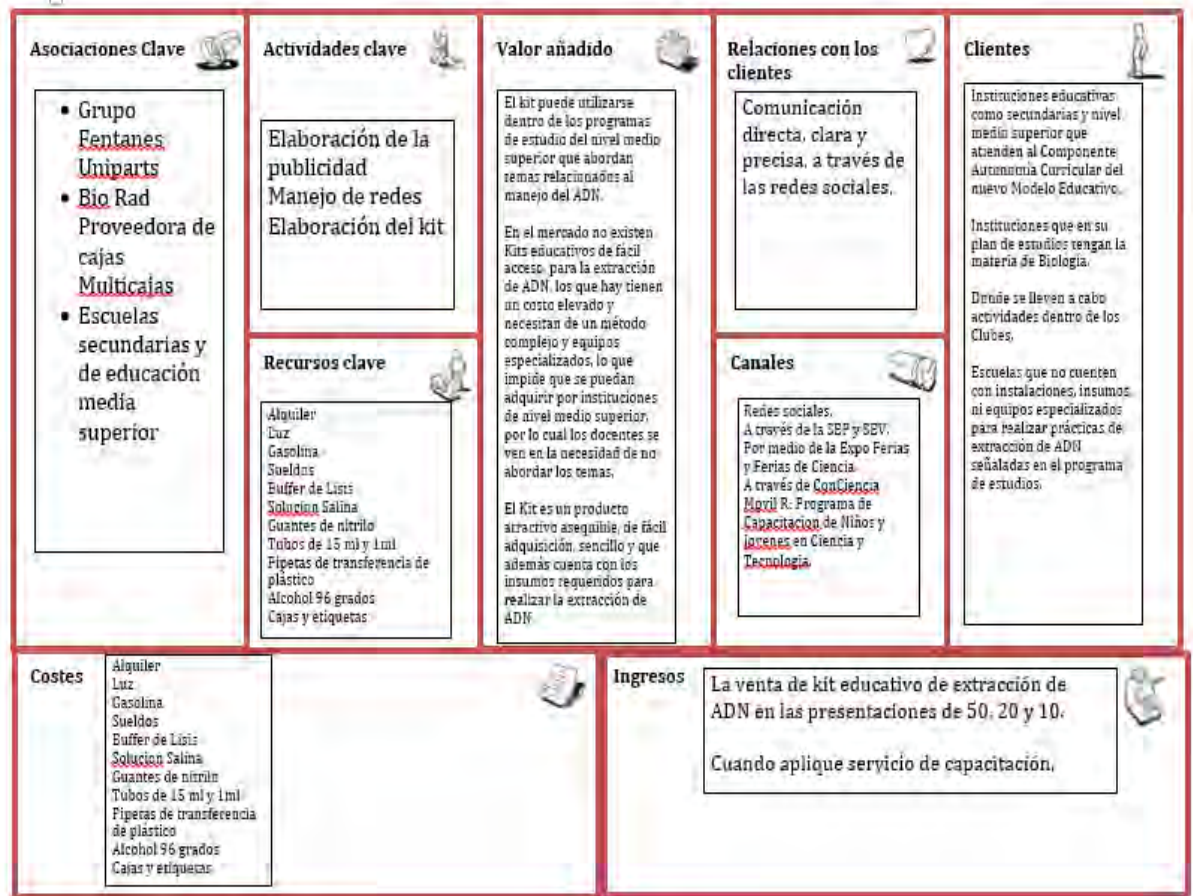 Asociaciones Clave
• Grupo
Fentanes
Uniparts
• Bio Rad
Proveedora de
cajas
Multicajas
• Escuelas
secundarias y
de educación
media
superior
Actividades clave
Elaboración de la
publicidad
Manejo de redes
Elaboración del kit
Recursos clave
Alquiler
Luz
Gasolina
Sueldos
Buffer de Lisis
Solucion Salina
Guantes de nitrilo
Tubos de 15 ml y 1ml
Pipetas de transferencia de
plástico
Alcohol 96 grados
Cajas y etiquetas
Valor añadido
El kit puede utilizarse
dentro de los programas
de estudio del nivel medio
superior que abordan
temas relacionados al
manejo del ADN.
En el mercado no existen
Kits educativos de fácil
acceso, para la extracción
de ADN, los que hay tienen
un costo elevado y
necesitan de un método
complejo y equipos
especializados, lo que
impide que se puedan
adquirir por instituciones
de nivel medio superior,
por lo cual los docentes se
ven en la necesidad de no
abordar los temas.
El Kit es un producto
atractivo asequible, de fácil
adquisición, sencillo y que
además cuenta con los
insumos requeridos para
realizar la extracción de
ADN.
Relaciones con los
clientes
Comunicación
directa, clara y
precisa, a través de
las redes sociales.
Canales
Redes sociales.
A través de la SEP y SEV.
Por medio de la Expo Ferias
y Ferias de Ciencia
A través de ConCiencia
Movil R: Programa de
Capacitacion de Niños y
Jovenes en Ciencia y
Tecnologia.
Clientes
Instituciones educativas
como secundarias y nivel
medio superior que
atienden al Componente
Autonomía Curricular del
nuevo Modelo Educativo.
Instituciones que en su
plan de estudios tengan la
materia de Biología.
Donde se lleven a cabo
actividades dentro de los
Clubes.
Escuelas que no cuenten
con instalaciones, insumos
ni equipos especializados
para realizar prácticas de
extracción de ADN
señaladas en el programa
de estudios.
Costes
Alquiler
Luz
Gasolina
Sueldos
Buffer de Lisis
Solucion Salina
Guantes de nitrilo
Tubos de 15 ml y 1ml
Pipetas de transferencia
de plástico
Alcohol 96 grados
Cajas y etiquetas
Ingresos
La venta de kit educativo de extracción de
ADN en las presentaciones de 50, 20 y 10.
Cuando aplique servicio de capacitación.